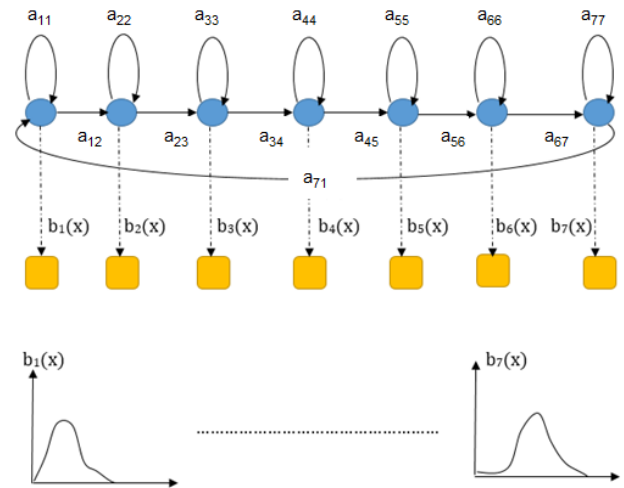 a11 a22 a33 a44 a55 a66 a77
a12 a23 a34 a45 a56 a67
a71
b1(x) b2(x) b3(x) b4(x) b5(x) b6(x) b7(x)
b1(x) b7(x)